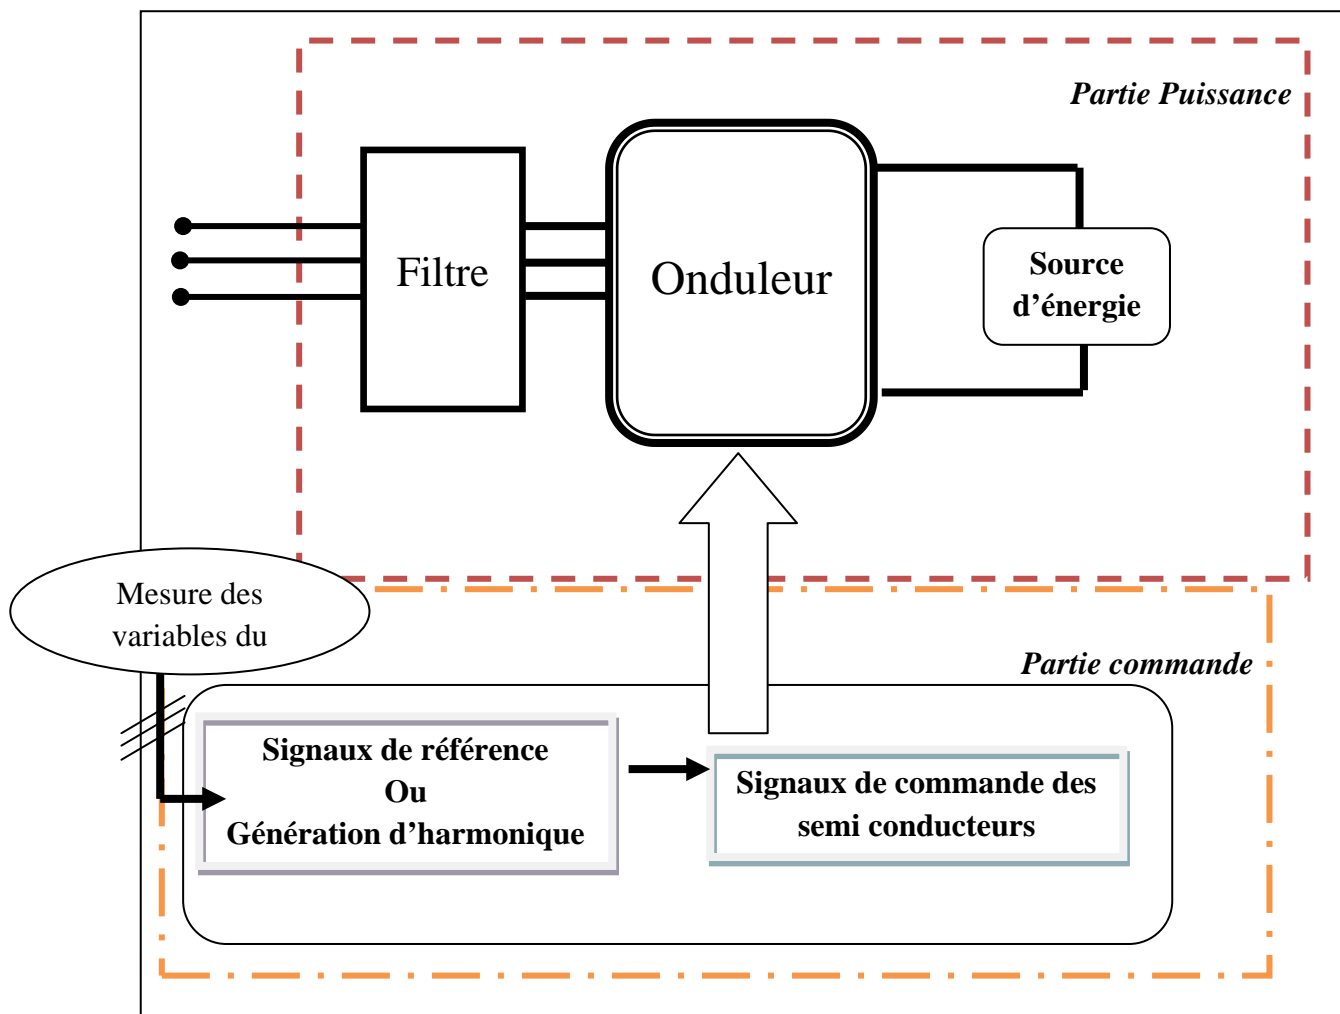 Partie Puissance
Filtre
Onduleur
Source
d’énergie
Mesure des
variables du
Partie commande
Signaux de référence
Ou
Génération d’harmonique
Signaux de commande des
semi conducteurs